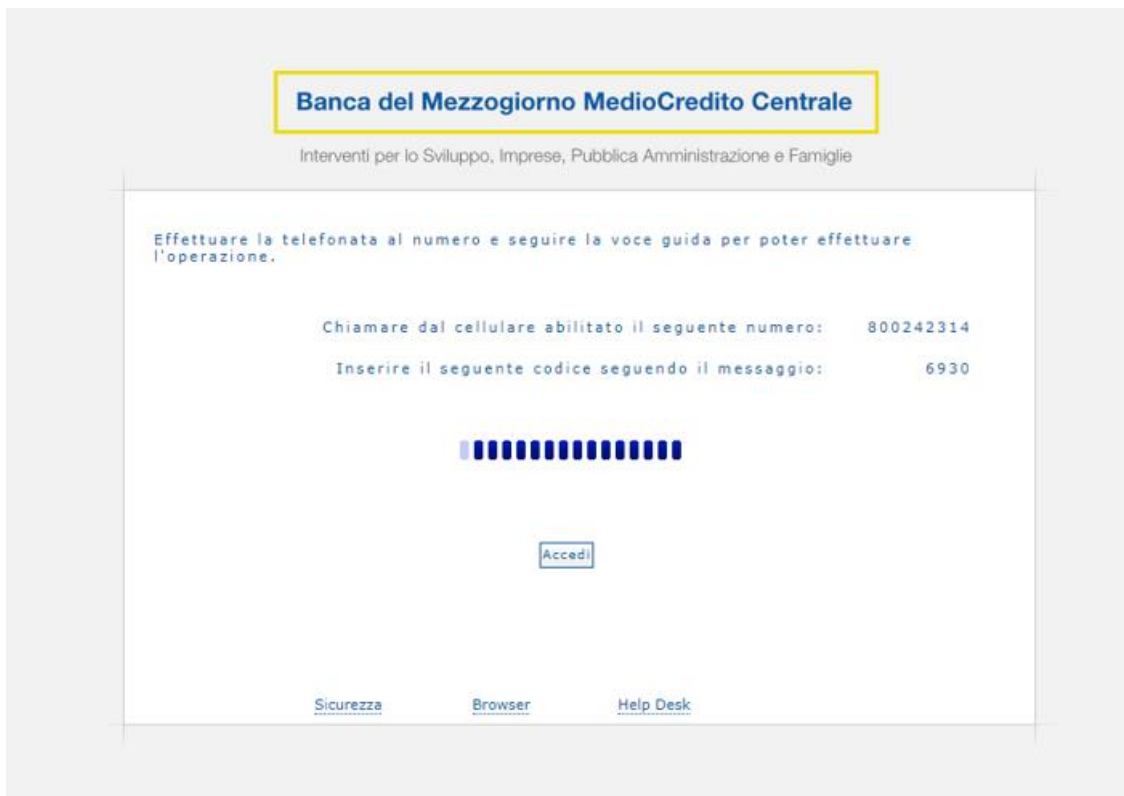 Banca del Mezzogiorno MedioCredito Centrale
Interventi per lo Sviluppo, Imprese, Pubblica Amministrazione e Famiglie
Effettuare la telefonata al numero e seguire la voce guida per poter effettuare
l'operazione.
Chiamare dal cellulare abilitato il seguente numero: 800242314
Inserire il seguente codice seguendo il messaggio: 6930
Accedi
Sicurezza Browser Help Desk